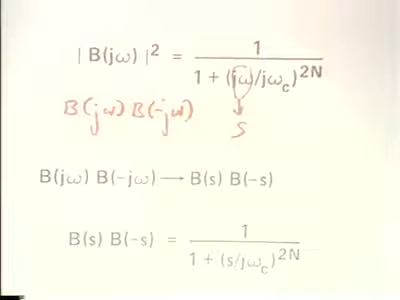 | B(jω) |² = 1 / 1 + (jω/jω_c)^2N
B(jω) B(-jω)
s
B(jω) B(-jω) → B(s) B(-s)
B(s) B(-s) = 1 / 1 + (s/jω_c)^2N